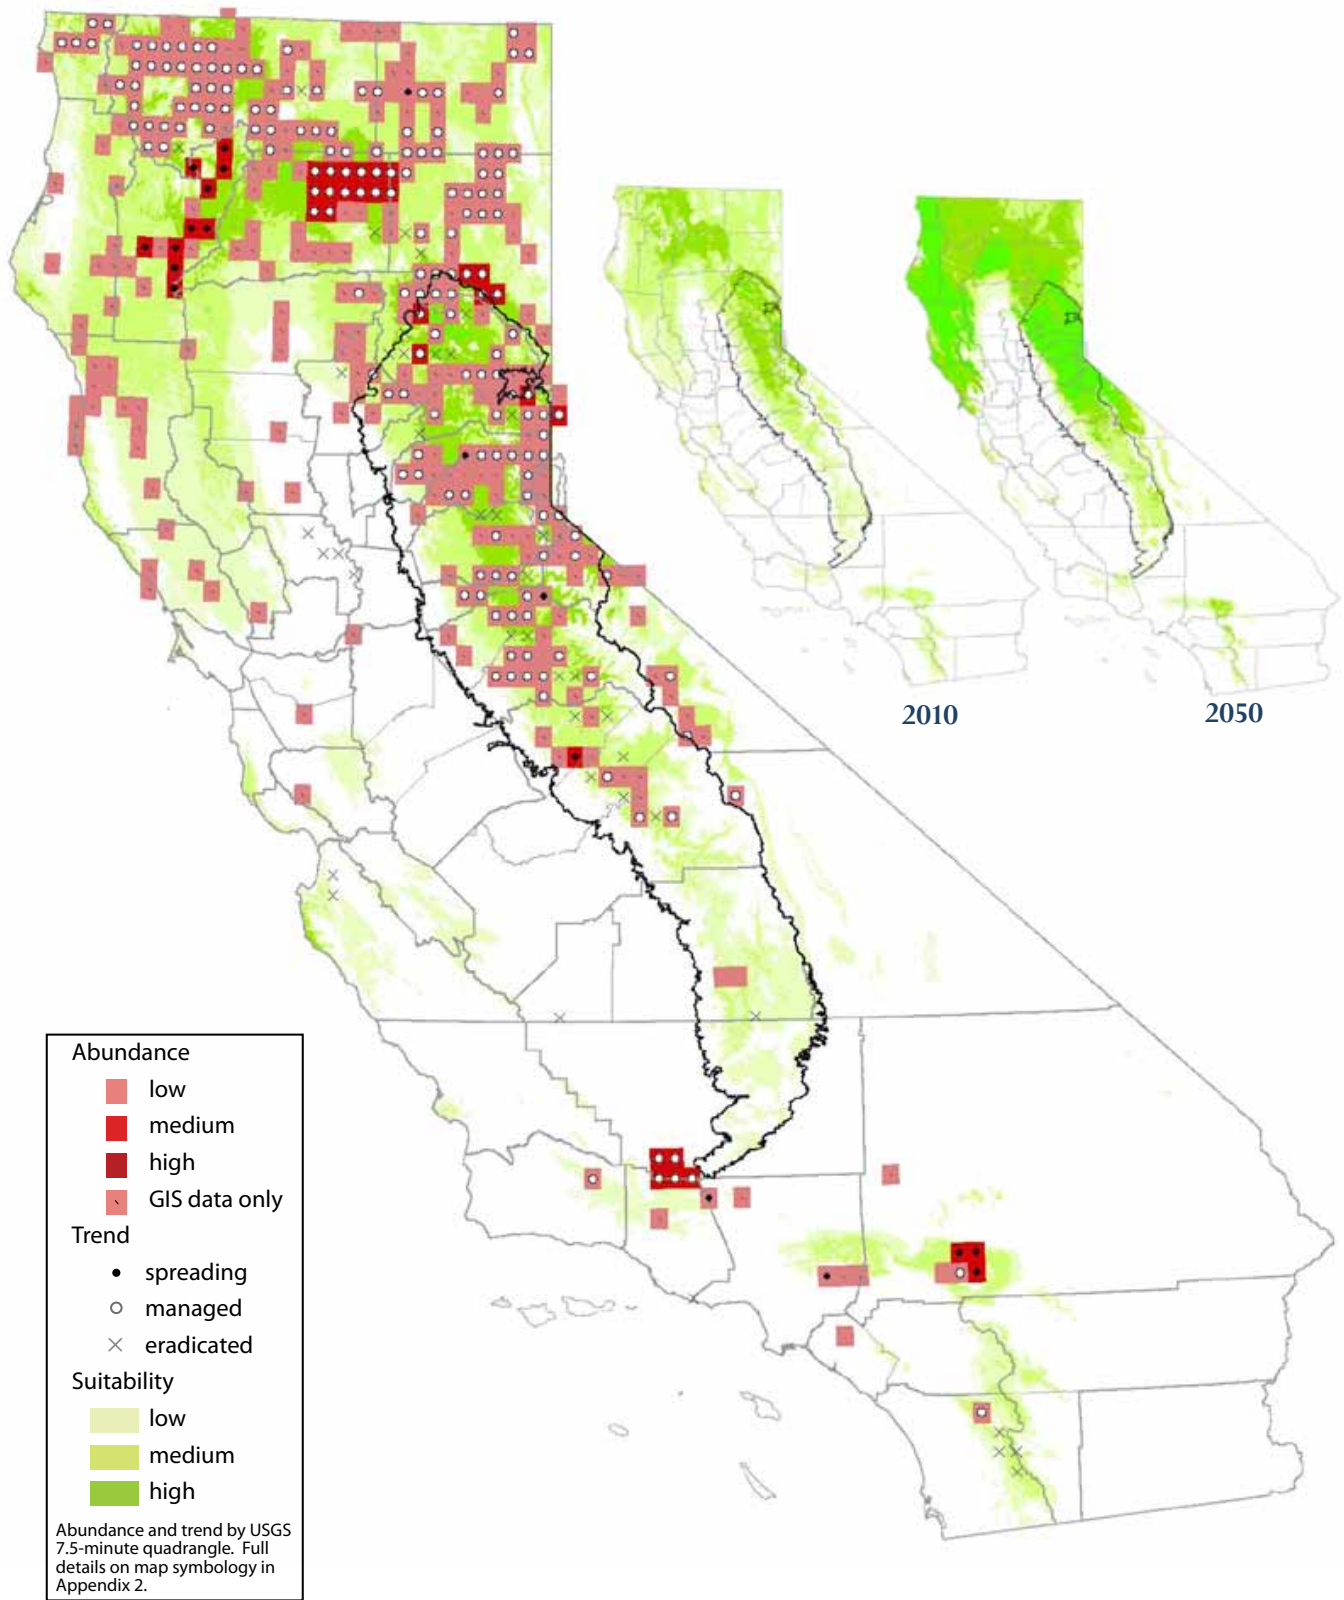 2010
2050
Abundance
low
medium
high
GIS data only
Trend
spreading
managed
eradicated
Suitability
low
medium
high
Abundance and trend by USGS
7.5-minute quadrangle. Full
details on map symbology in
Appendix 2.